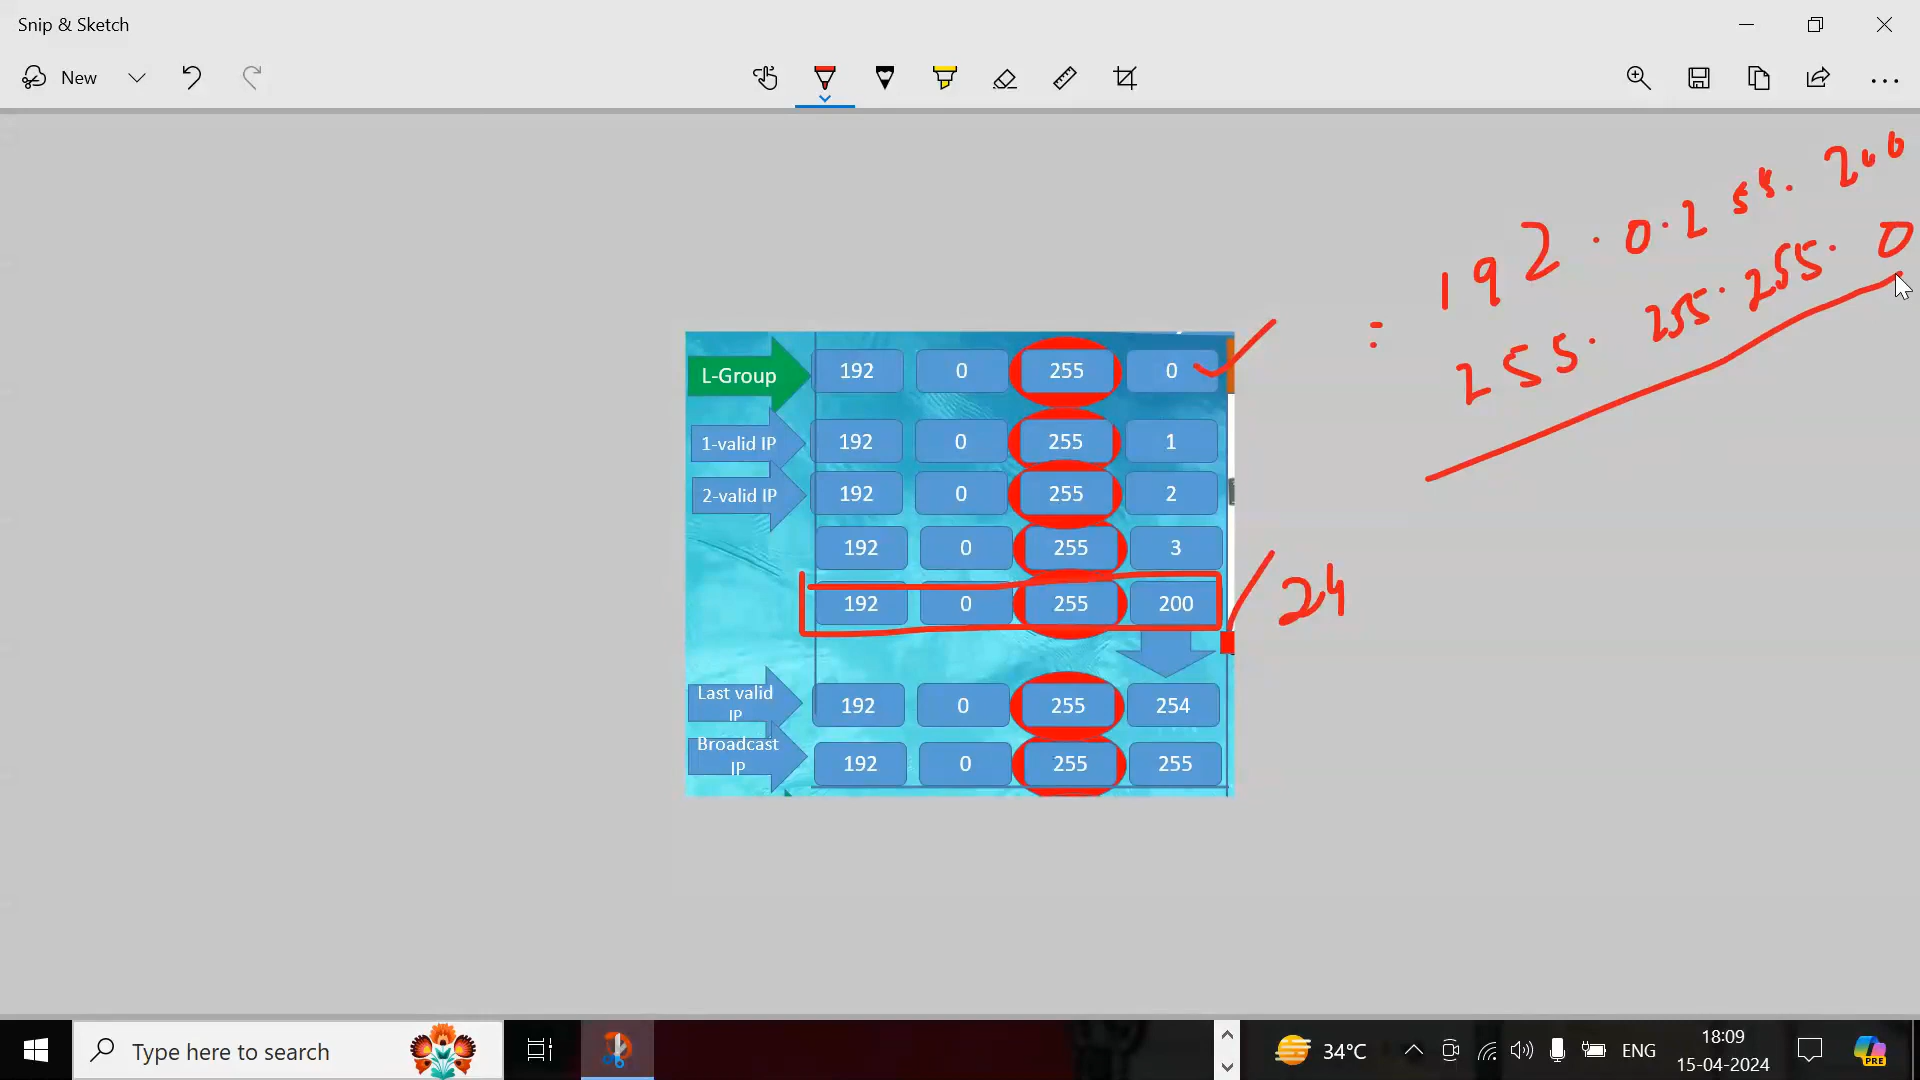 Snip & Sketch
New
192.0.255.200
255.255.255.0
=
L-Group 192 0 255 0
1-valid IP 192 0 255 1
2-valid IP 192 0 255 2
192 0 255 3
192 0 255 200 /24
Last valid IP 192 0 255 254
Broadcast IP 192 0 255 255
Type here to search
34°C
ENG
18:09
15-04-2024
PRE